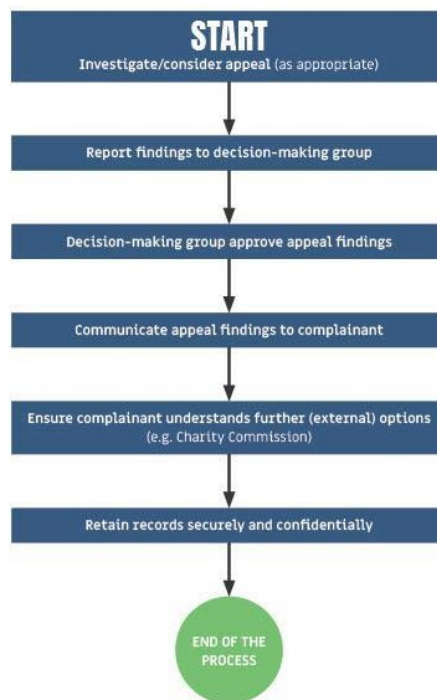 START
Investigate/consider appeal (as appropriate)
Report findings to decision-making group
Decision-making group approve appeal findings
Communicate appeal findings to complainant
Ensure complainant understands further (external) options
(e.g. Charity Commission)
Retain records securely and confidentially
END OF THE
PROCESS